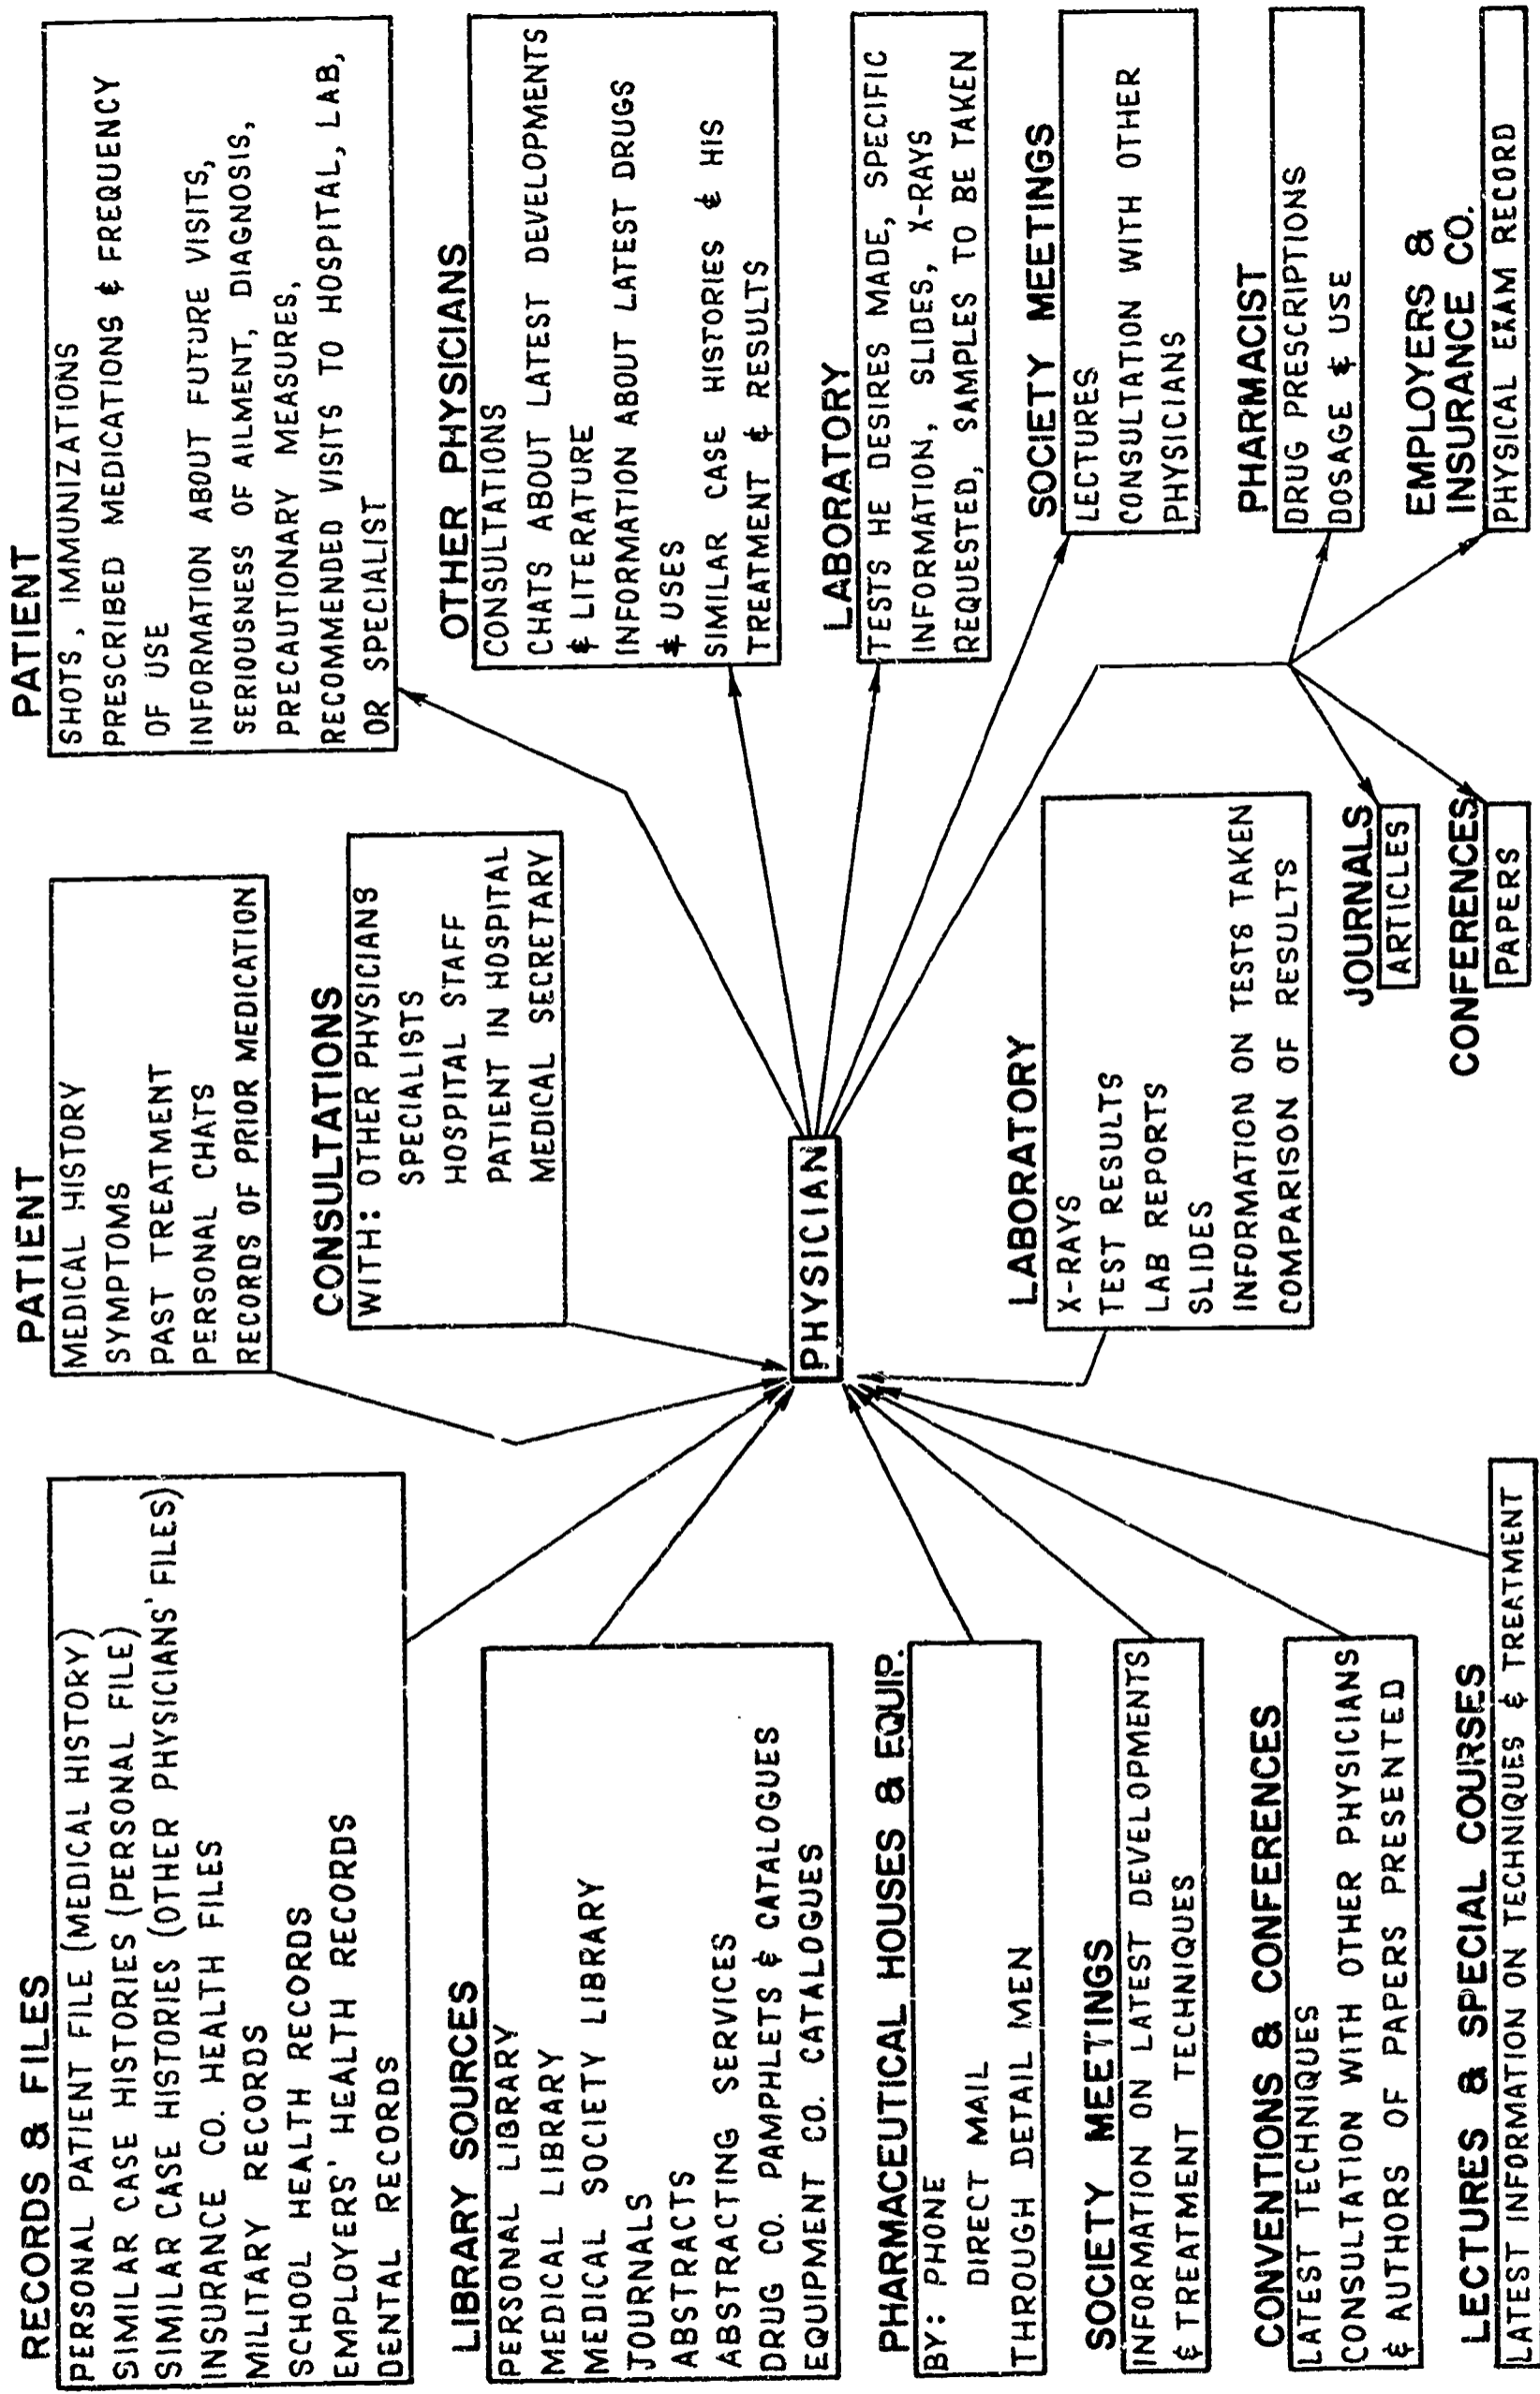 RECORDS & FILES
PERSONAL PATIENT FILE (MEDICAL HISTORY)
SIMILAR CASE HISTORIES (PERSONAL FILE)
SIMILAR CASE HISTORIES (OTHER PHYSICIANS' FILES)
INSURANCE CO. HEALTH FILES
MILITARY RECORDS
SCHOOL HEALTH RECORDS
EMPLOYERS' HEALTH RECORDS
DENTAL RECORDS
LIBRARY SOURCES
PERSONAL LIBRARY
MEDICAL LIBRARY
MEDICAL SOCIETY LIBRARY
JOURNALS
ABSTRACTS
ABSTRACTING SERVICES
DRUG CO. PAMPHLETS & CATALOGUES
EQUIPMENT CO. CATALOGUES
PHARMACEUTICAL HOUSES & EQUIP.
BY: PHONE
DIRECT MAIL
THROUGH DETAIL MEN
SOCIETY MEETINGS
INFORMATION ON LATEST DEVELOPMENTS
& TREATMENT TECHNIQUES
CONVENTIONS & CONFERENCES
LATEST TECHNIQUES
CONSULTATION WITH OTHER PHYSICIANS
& AUTHORS OF PAPERS PRESENTED
LECTURES & SPECIAL COURSES
LATEST INFORMATION ON TECHNIQUES & TREATMENT
PATIENT
MEDICAL HISTORY
SYMPTOMS
PAST TREATMENT
PERSONAL CHATS
RECORDS OF PRIOR MEDICATION
CONSULTATIONS
WITH: OTHER PHYSICIANS
SPECIALISTS
HOSPITAL STAFF
PATIENT IN HOSPITAL
MEDICAL SECRETARY
PHYSICIAN
LABORATORY
X-RAYS
TEST RESULTS
LAB REPORTS
SLIDES
INFORMATION ON TESTS TAKEN
COMPARISON OF RESULTS
JOURNALS
ARTICLES
CONFERENCES
PAPERS
PATIENT
SHOTS, IMMUNIZATIONS
PRESCRIBED MEDICATIONS & FREQUENCY
OF USE
INFORMATION ABOUT FUTURE VISITS,
SERIOUSNESS OF AILMENT, DIAGNOSIS,
PRECAUTIONARY MEASURES,
RECOMMENDED VISITS TO HOSPITAL, LAB,
OR SPECIALIST
OTHER PHYSICIANS
CONSULTATIONS
CHATS ABOUT LATEST DEVELOPMENTS
& LITERATURE
INFORMATION ABOUT LATEST DRUGS
& USES
SIMILAR CASE HISTORIES & HIS
TREATMENT & RESULTS
LABORATORY
TESTS HE DESIRES MADE, SPECIFIC
INFORMATION, SLIDES, X-RAYS
REQUESTED, SAMPLES TO BE TAKEN
SOCIETY MEETINGS
LECTURES
CONSULTATION WITH OTHER
PHYSICIANS
PHARMACIST
DRUG PRESCRIPTIONS
DOSAGE & USE
EMPLOYERS &
INSURANCE CO.
PHYSICAL EXAM RECORD